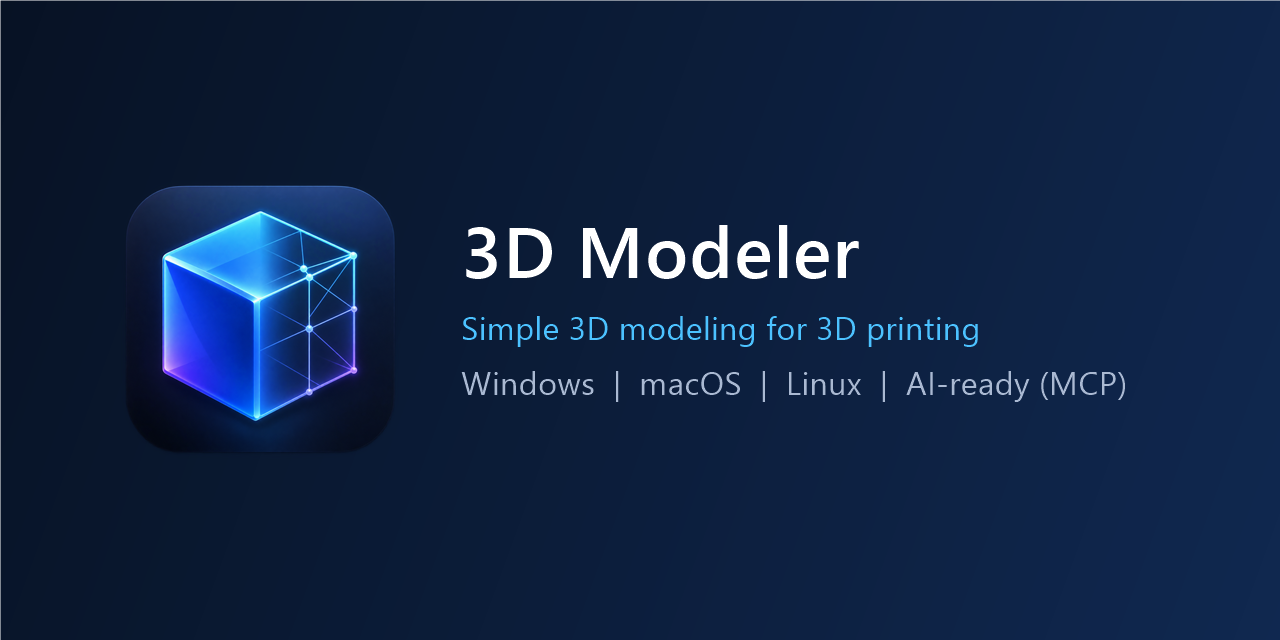 3D Modeler
Simple 3D modeling for 3D printing
Windows | macOS | Linux | AI-ready (MCP)